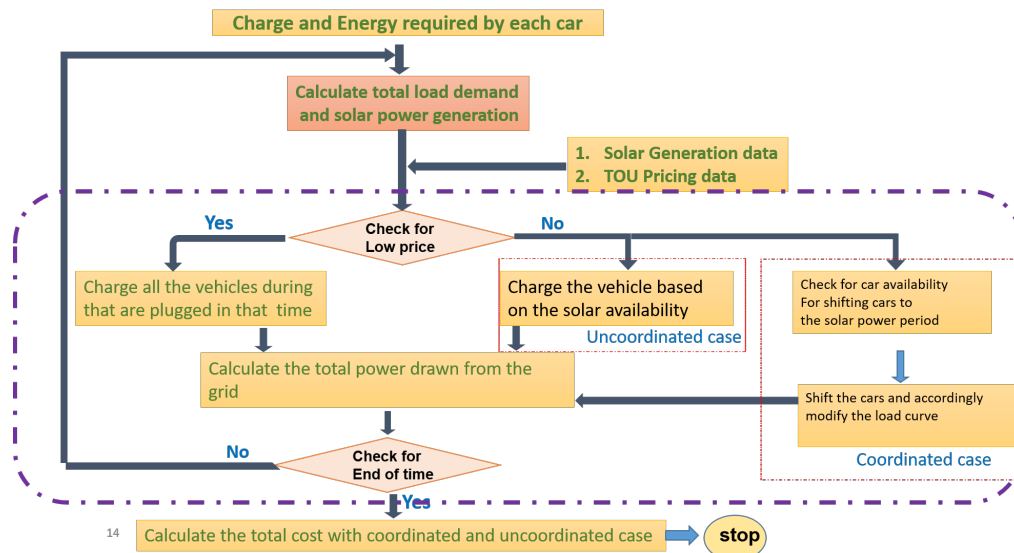 Charge and Energy required by each car
Calculate total load demand
and solar power generation
1. Solar Generation data
2. TOU Pricing data
Yes
Check for
Low price
No
Charge all the vehicles during
that are plugged in that time
Charge the vehicle based
on the solar availability
Uncoordinated case
Check for car availability
For shifting cars to
the solar power period
Calculate the total power drawn from the
grid
Shift the cars and accordingly
modify the load curve
Coordinated case
No
Check for
End of time
Yes
14
Calculate the total cost with coordinated and uncoordinated case
stop